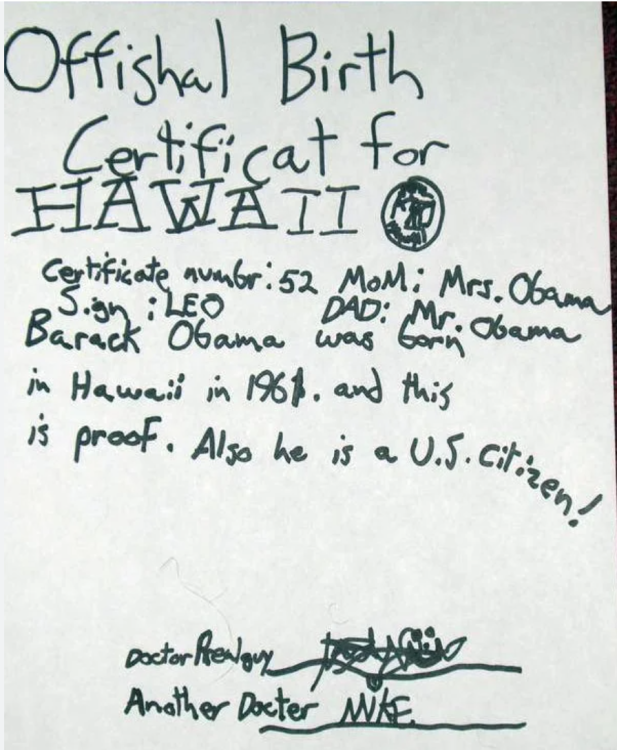 Offishal Birth
Certificat for
HAWAII
Certificate numbr: 52 MoM: Mrs. Obama
Sign: LEO DAD: Mr. Obama
Barack Obama was born
in Hawaii in 1961. and this
is proof. Also he is a U.S. citizen!
Doctor Realguy
Another Docter MIKE